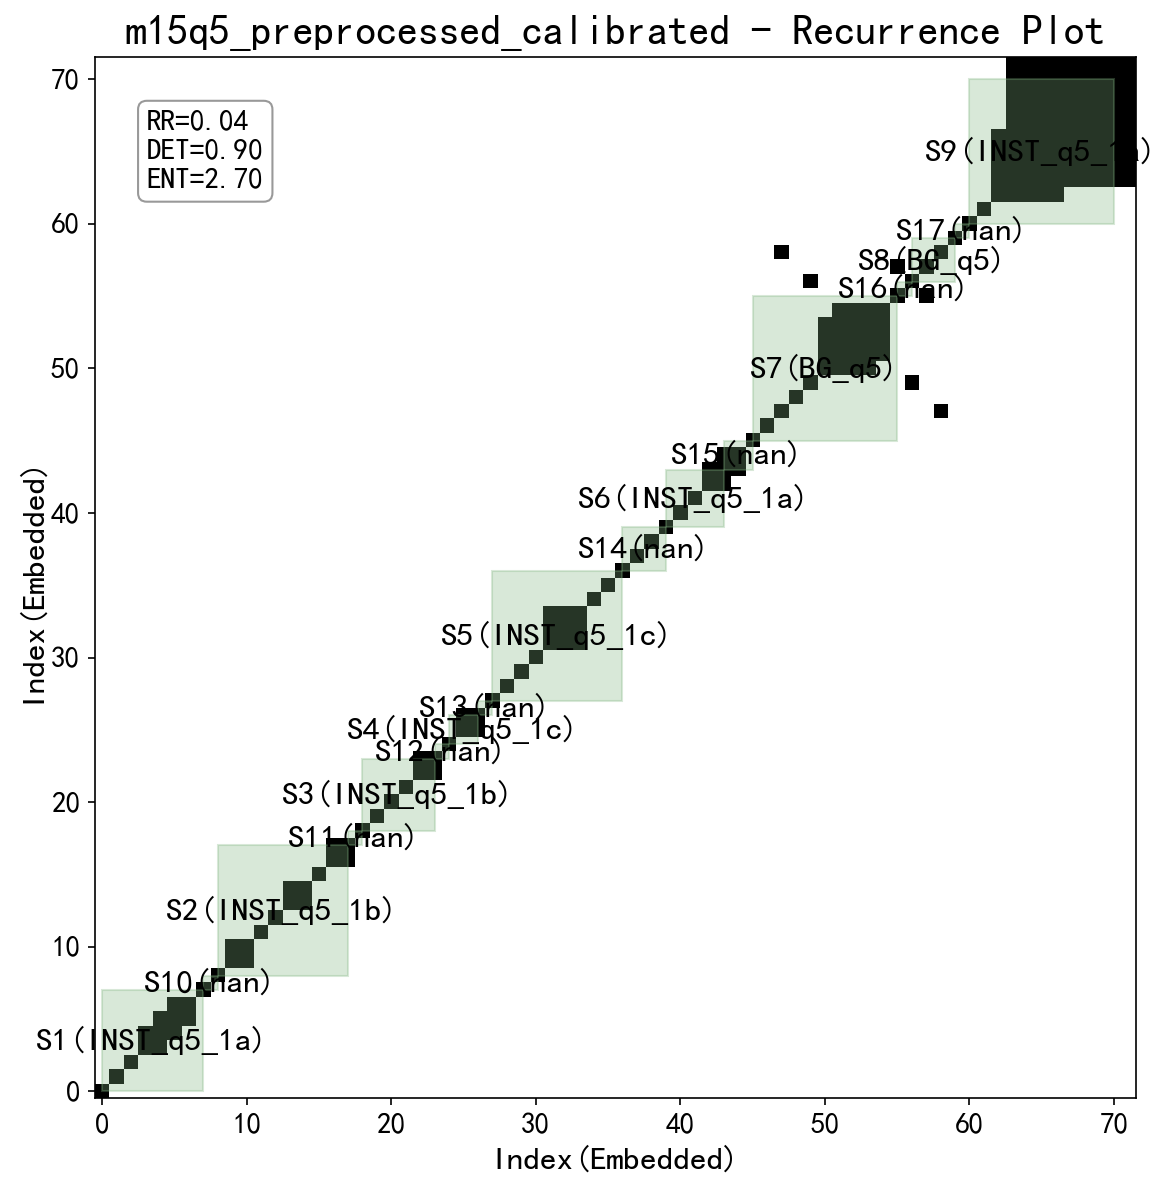 m15q5_preprocessed_calibrated - Recurrence Plot
RR=0.04
DET=0.90
ENT=2.70
S9(INST_q5_1a)
S17(nan)
S8(BG_q5)
S16(nan)
S7(BG_q5)
S15(nan)
S6(INST_q5_1a)
S14(nan)
S5(INST_q5_1c)
S13(nan)
S4(INST_q5_1c)
S12(nan)
S3(INST_q5_1b)
S11(nan)
S2(INST_q5_1b)
S10(nan)
S1(INST_q5_1a)
70
60
50
40
30
20
10
0
Index(Embedded)
0 10 20 30 40 50 60 70
Index(Embedded)